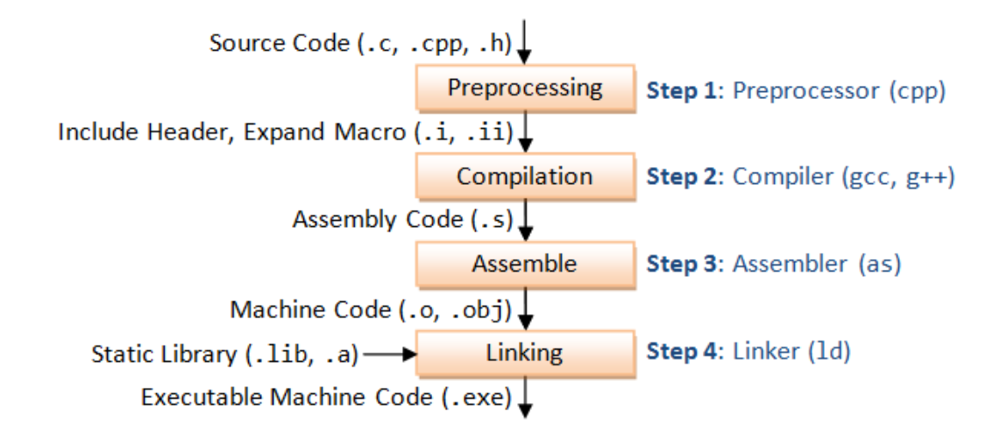 Source Code (.c, .cpp, .h)
Preprocessing
Step 1: Preprocessor (cpp)
Include Header, Expand Macro (.i, .ii)
Compilation
Step 2: Compiler (gcc, g++)
Assembly Code (.s)
Assemble
Step 3: Assembler (as)
Machine Code (.o, .obj)
Static Library (.lib, .a)
Linking
Step 4: Linker (ld)
Executable Machine Code (.exe)